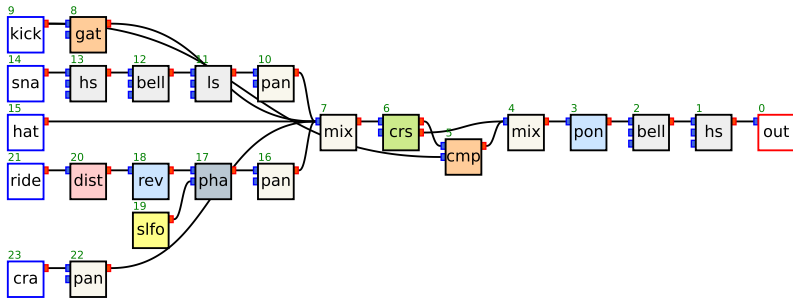 9
kick
8
gat
14
sna
13
hs
12
bell
11
ls
10
pan
15
hat
7
mix
6
crs
5
cmp
4
mix
3
pon
2
bell
1
hs
0
out
21
ride
20
dist
18
rev
17
pha
16
pan
19
slfo
23
cra
22
pan